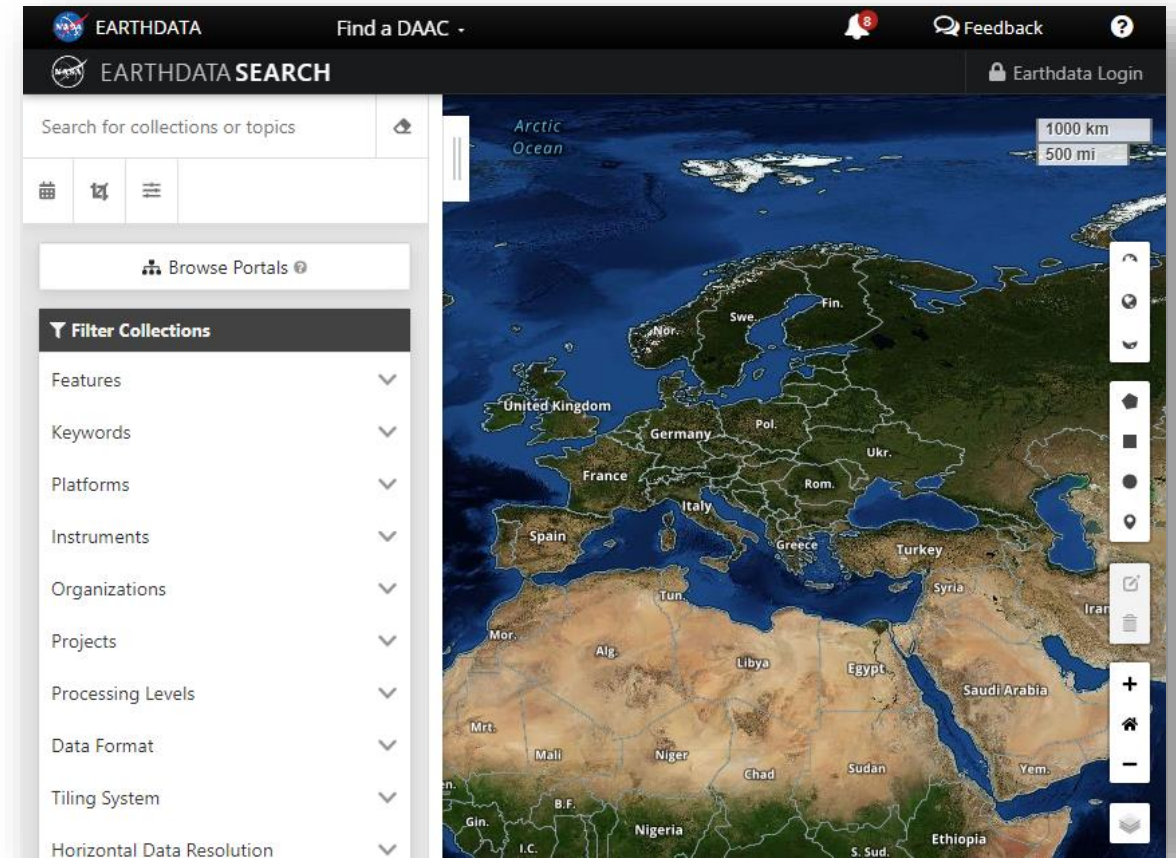 EARTHDATA Find a DAAC 8 Feedback ?
NASA EARTHDATA SEARCH Earthdata Login
Search for collections or topics
Browse Portals ?
Filter Collections
Features
Keywords
Platforms
Instruments
Organizations
Projects
Processing Levels
Data Format
Tiling System
Horizontal Data Resolution
Arctic
Ocean
1000 km
500 mi
Fin.
Swe.
Nor.
United Kingdom
Pol.
Germany
Ukr.
France
Rom.
Italy
Spain
Greece
Turkey
Syria
Tun.
Iran
Mor.
Alg.
Libya
Egypt
Saudi Arabia
Mrt.
Mali
Niger
Chad
Sudan
Yem.
en.
B.F.
Gin.
Nigeria
I.C.
S. Sud.
Ethiopia